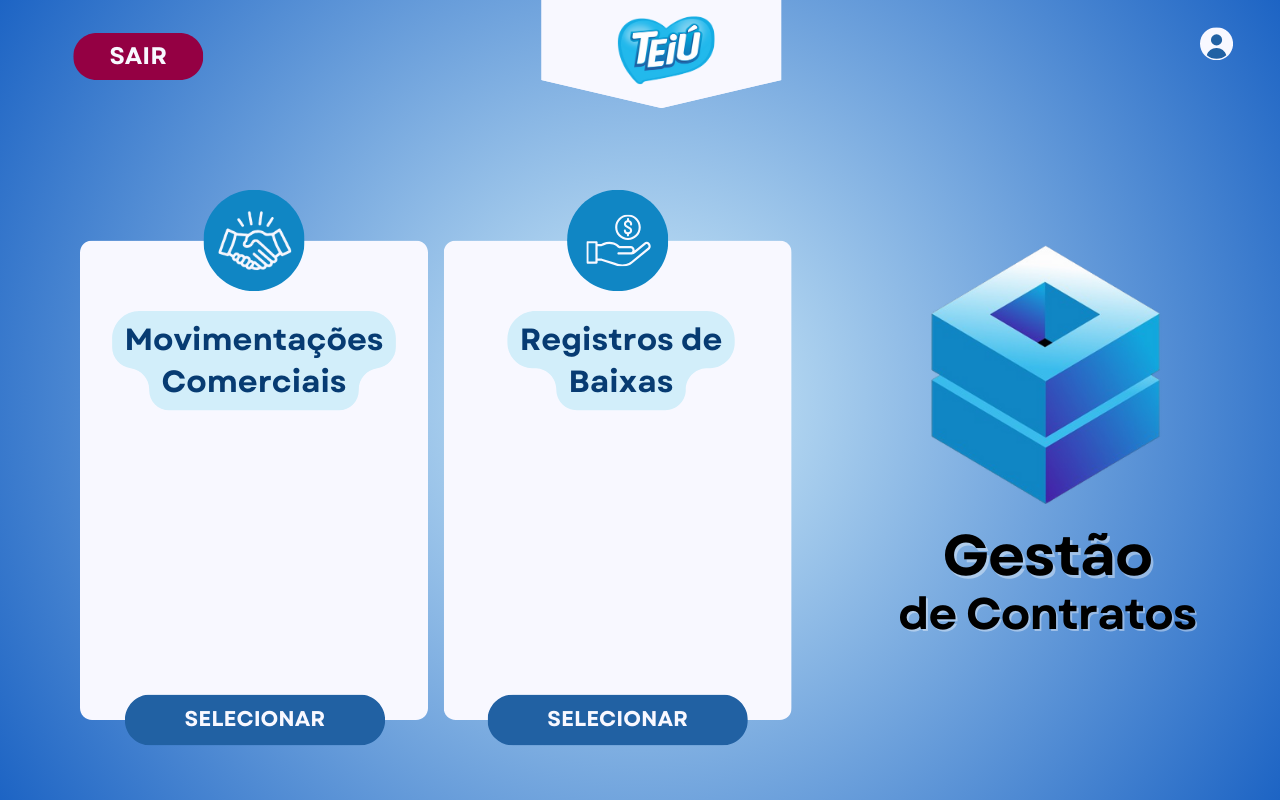 SAIR
TEiÚ
$
Movimentações
Comerciais
Registros de
Baixas
Gestão
de Contratos
SELECIONAR
SELECIONAR